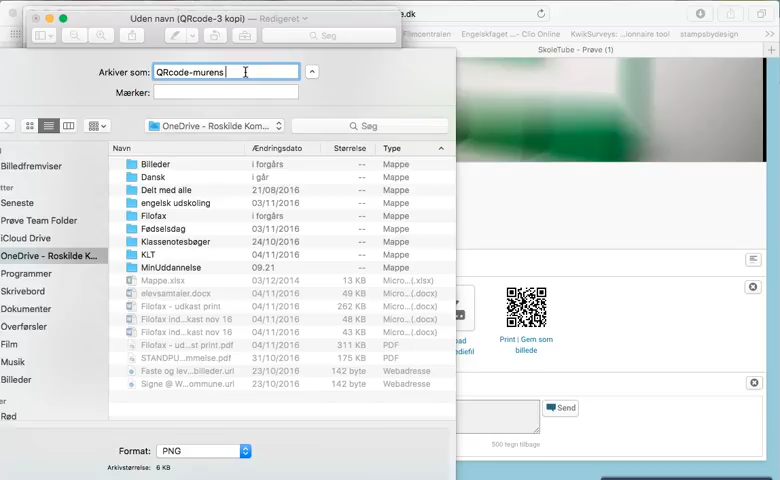 Uden navn (QRcode-3 kopi) — Redigeret
e.dk
Søg
Filmcentralen
Engelskfaget ...- Clio Online
KwikSurveys: ...ionnaire tool
stampsbydesign
SkoleTube - Prøve (1)
Arkiver som: QRcode-murens
Mærker:
OneDrive - Roskilde Kom...
Søg
Navn Ændringsdato Størrelse Type
Billeder i forgårs -- Mappe
Dansk i går -- Mappe
Delt med alle 21/08/2016 -- Mappe
engelsk udskoling 03/11/2016 -- Mappe
Filofax i forgårs -- Mappe
Fødselsdag 03/11/2016 -- Mappe
Klassenotesbøger 24/10/2016 -- Mappe
KLT 04/11/2016 -- Mappe
MinUddannelse 09.21 -- Mappe
Mappe.xlsx 03/12/2014 13 KB Micro...(.xlsx)
elevsamtaler.docx 04/11/2016 49 KB Micro...(.docx)
Filofax - udkast print 04/11/2016 262 KB Micro...(.docx)
Filofax ind...kast nov 16 04/11/2016 48 KB Micro...(.docx)
Filofax ind...kast nov 16 04/11/2016 43 KB Micro...(.docx)
Filofax - ud...st print.pdf 04/11/2016 311 KB PDF
STANDPU...mmelse.pdf 31/10/2016 175 KB PDF
Faste og lev...billeder.url 23/10/2016 142 byte Webadresse
Signe @ W...ommune.url 23/10/2016 142 byte Webadresse
Billedfremviser
tter
Seneste
Prøve Team Folder
iCloud Drive
OneDrive - Roskilde K...
Programmer
Skrivebord
Dokumenter
Overførsler
Film
Musik
Billeder
er
Rød
Format: PNG
Arkivstørrelse: 6 KB
oad
ediefil
Print | Gem som
billede
Send
500 tegn tilbage